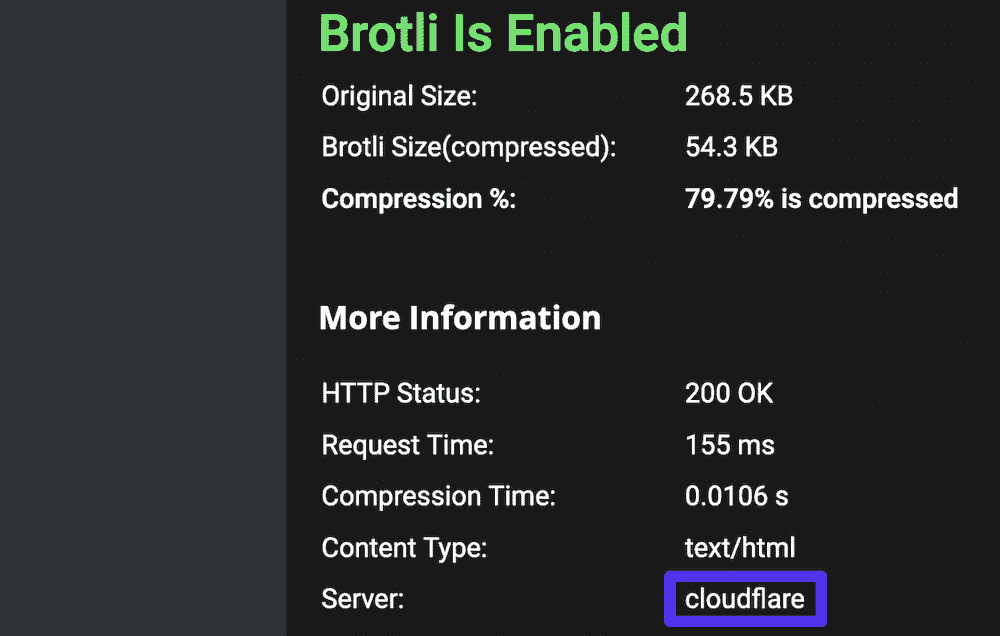 Brotli Is Enabled
Original Size: 268.5 KB
Brotli Size(compressed): 54.3 KB
Compression %: 79.79% is compressed
More Information
HTTP Status: 200 OK
Request Time: 155 ms
Compression Time: 0.0106 s
Content Type: text/html
Server: cloudflare